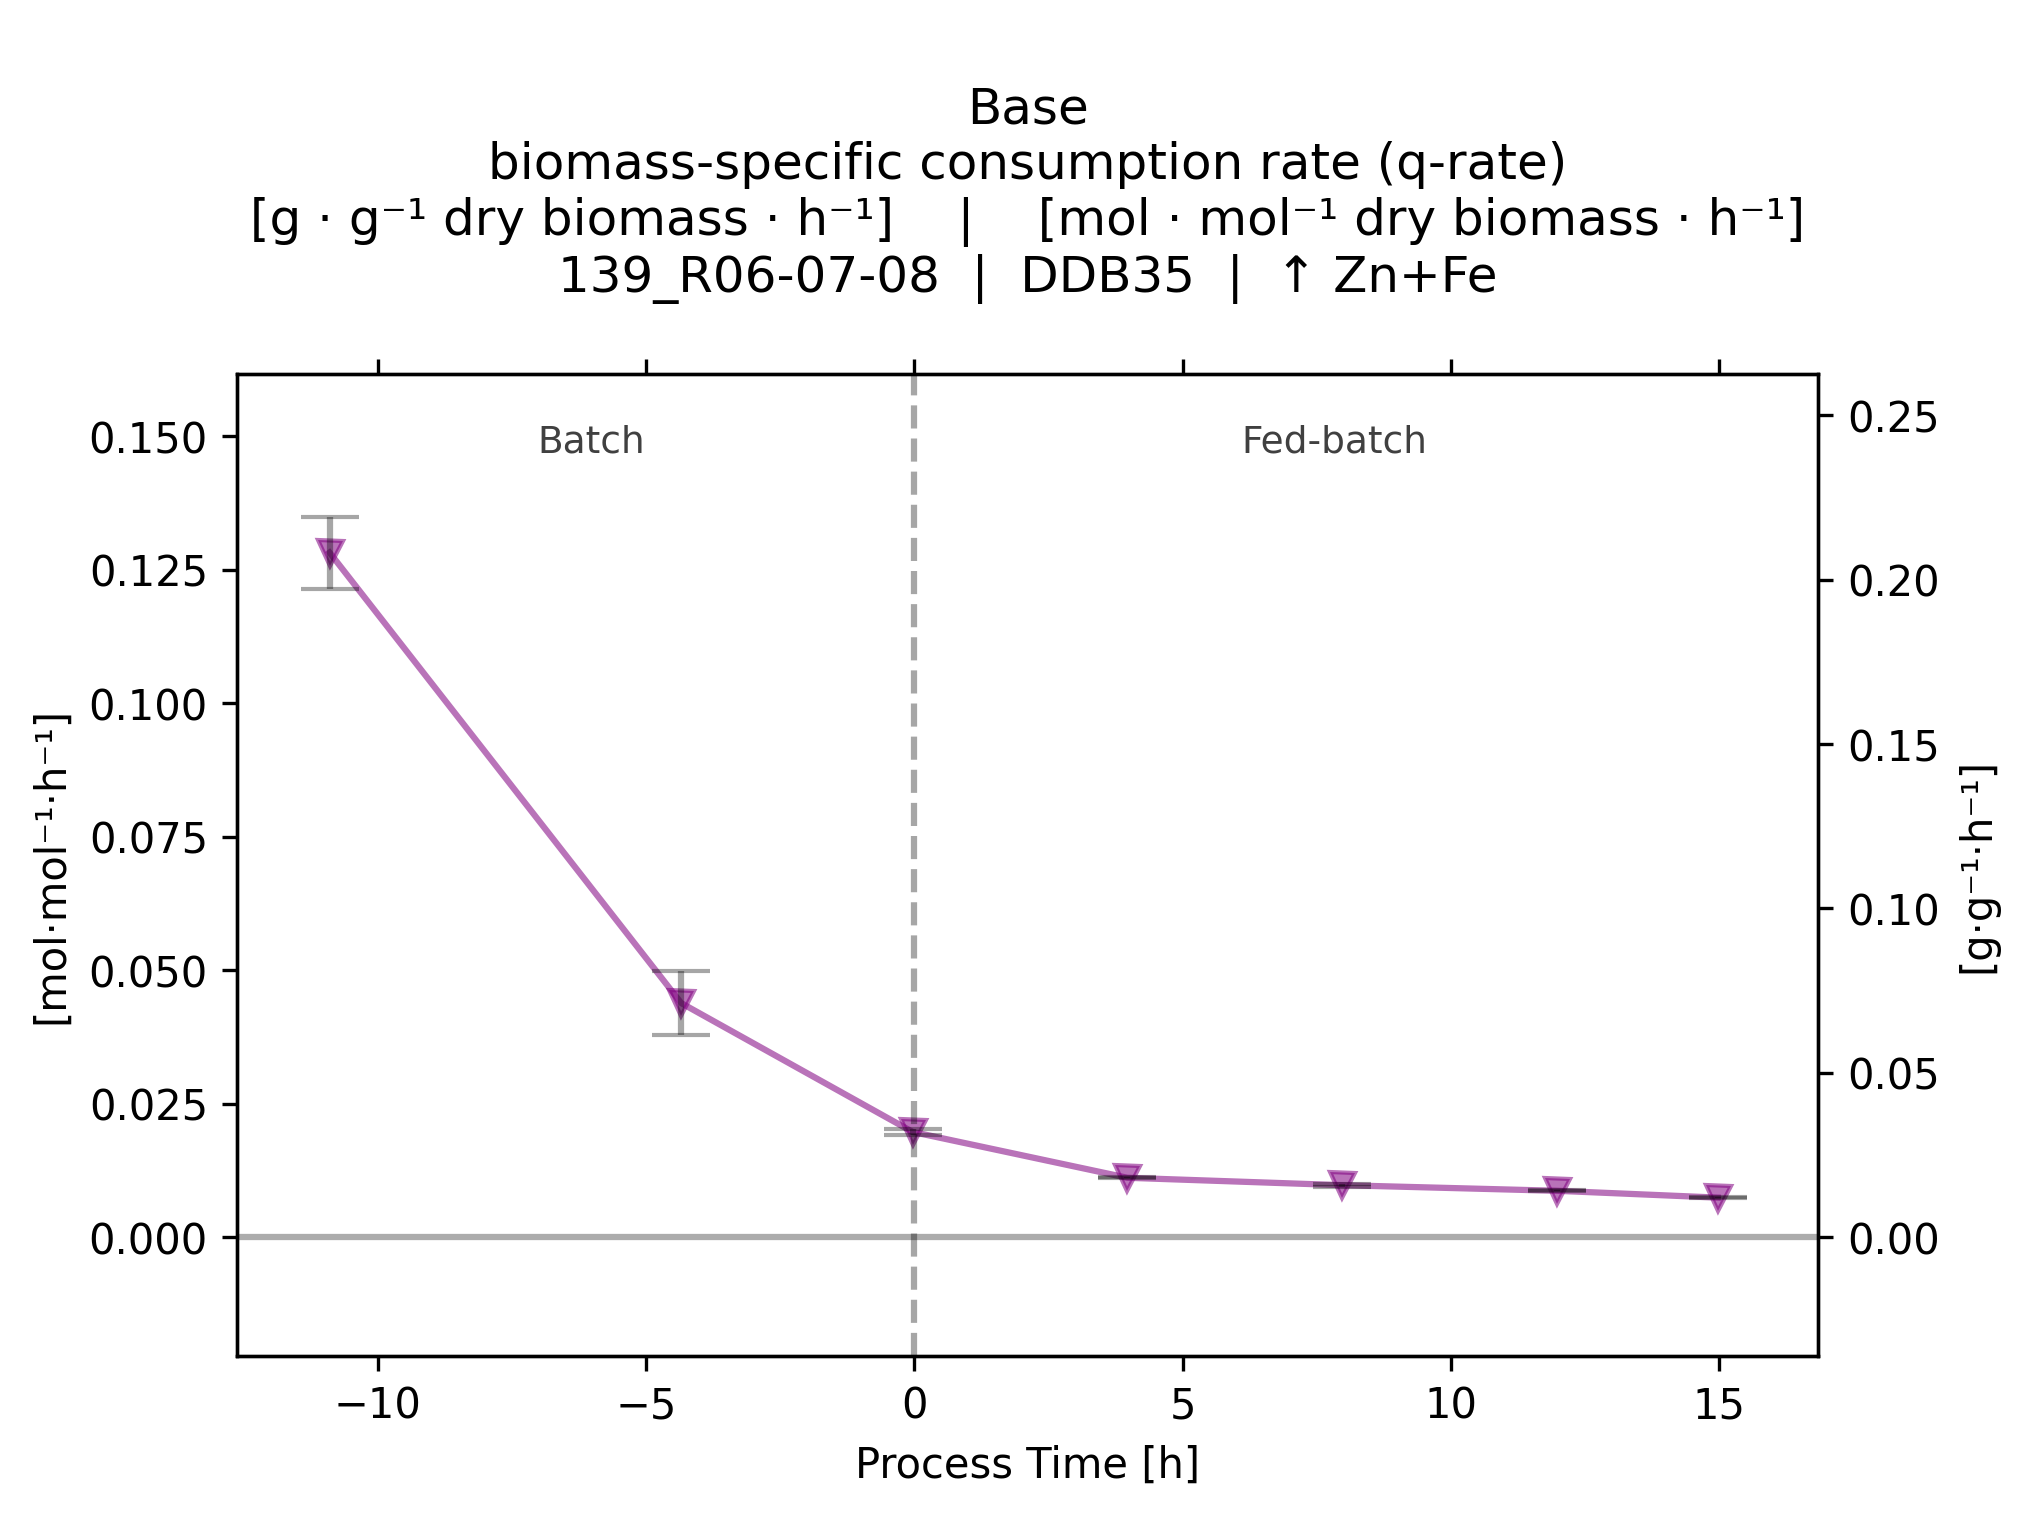 Base
biomass-specific consumption rate (q-rate)
[g · g⁻¹ dry biomass · h⁻¹]    |    [mol · mol⁻¹ dry biomass · h⁻¹]
139_R06-07-08  |  DDB35  |  ↑ Zn+Fe
Batch
Fed-batch
0.150
0.125
0.100
0.075
0.050
0.025
0.000
[mol·mol⁻¹·h⁻¹]
0.25
0.20
0.15
0.10
0.05
0.00
[g·g⁻¹·h⁻¹]
−10 −5 0 5 10 15
Process Time [h]